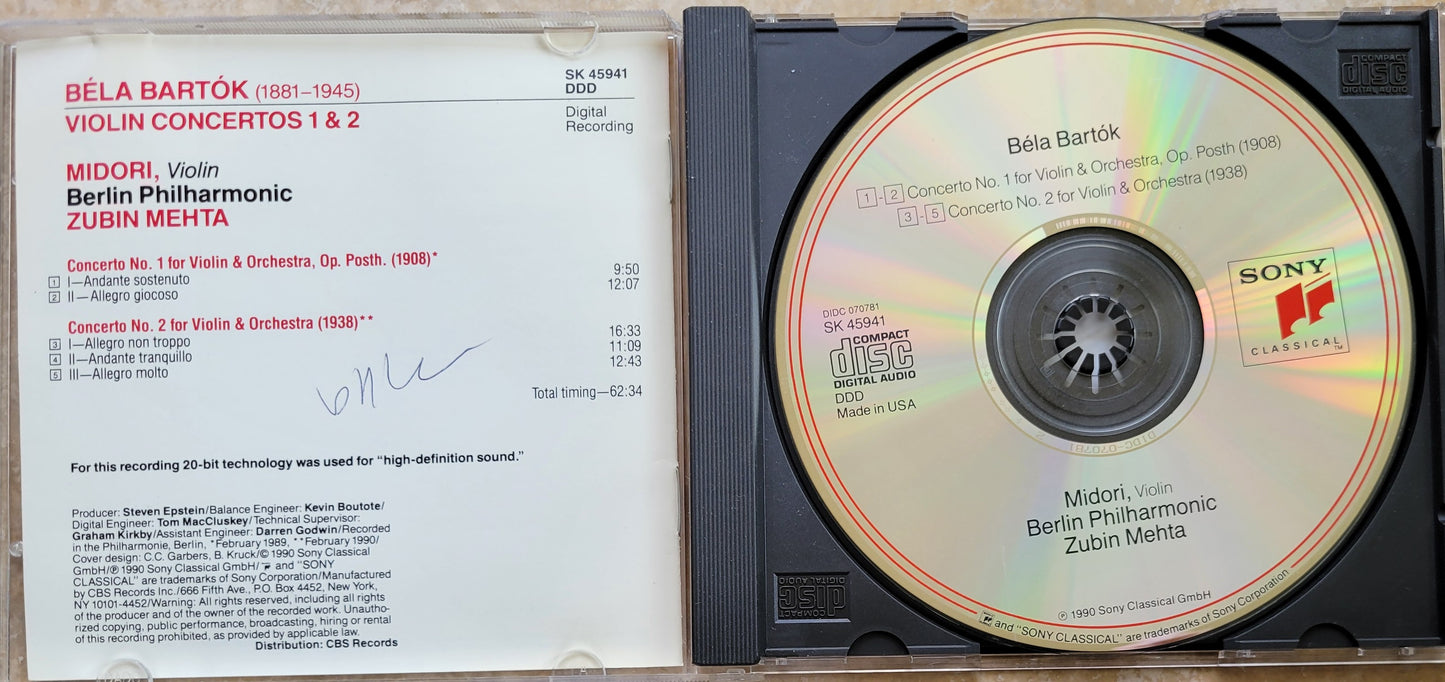 BÉLA BARTÓK (1881–1945)
SK 45941
DDD
VIOLIN CONCERTOS 1 & 2
Digital
Recording
MIDORI, Violin
Berlin Philharmonic
ZUBIN MEHTA
Concerto No. 1 for Violin & Orchestra, Op. Posth. (1908)*
1 I—Andante sostenuto 9:50
2 II—Allegro giocoso 12:07
Concerto No. 2 for Violin & Orchestra (1938)**
3 I—Allegro non troppo 16:33
4 II—Andante tranquillo 11:09
5 III—Allegro molto 12:43
Total timing—62:34
For this recording 20-bit technology was used for “high-definition sound.”
Producer: Steven Epstein/Balance Engineer: Kevin Boutote/
Digital Engineer: Tom MacCluskey/Technical Supervisor:
Graham Kirkby/Assistant Engineer: Darren Godwin/Recorded
in the Philharmonie, Berlin, *February 1989, **February 1990/
Cover design: C.C. Garbers, B. Kruck/© 1990 Sony Classical
GmbH/℗ 1990 Sony Classical GmbH/ and “SONY
CLASSICAL” are trademarks of Sony Corporation/Manufactured
by CBS Records Inc./666 Fifth Ave., P.O. Box 4452, New York,
NY 10101-4452/Warning: All rights reserved, including all rights
of the producer and of the owner of the recorded work. Unautho-
rized copying, public performance, broadcasting, hiring or rental
of this recording prohibited, as provided by applicable law.
Distribution: CBS Records
COMPACT
disc
DIGITAL AUDIO
Béla Bartók
1-2 Concerto No. 1 for Violin & Orchestra, Op. Posth (1908)
3-5 Concerto No. 2 for Violin & Orchestra (1938)
SONY
CLASSICAL™
DIDC 070781
SK 45941
COMPACT
disc
DIGITAL AUDIO
DDD
Made in USA
DIDC-070781
Midori, Violin
Berlin Philharmonic
Zubin Mehta
℗ 1990 Sony Classical GmbH
and “SONY CLASSICAL” are trademarks of Sony Corporation
COMPACT
disc
DIGITAL AUDIO